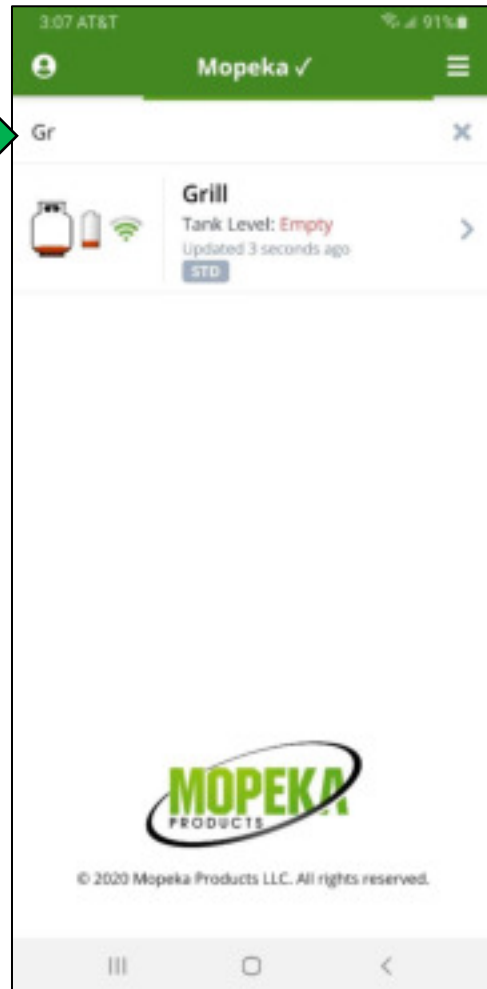 3:07 AT&T 91%
Mopeka ✓
Gr
Grill
Tank Level: Empty
Updated 3 seconds ago
STD
MOPEKA
PRODUCTS
© 2020 Mopeka Products LLC. All rights reserved.